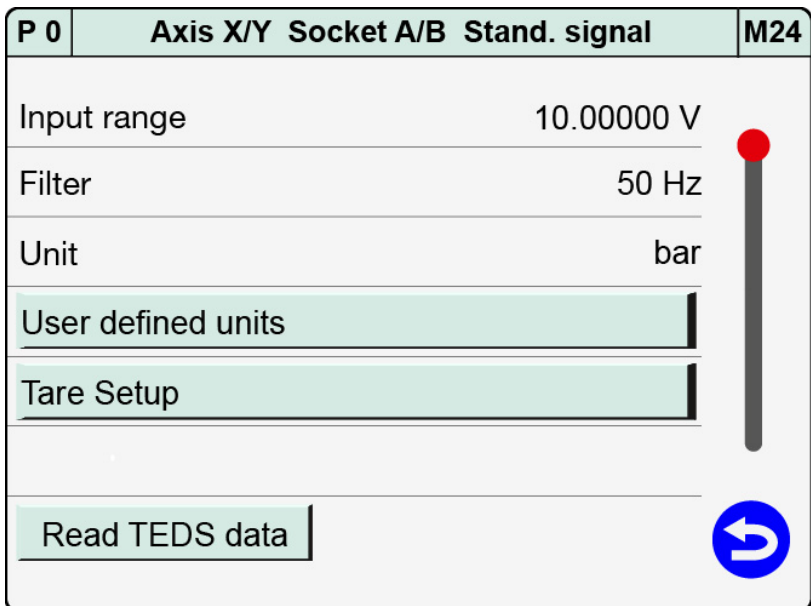 P 0 Axis X/Y Socket A/B Stand. signal M24
Input range 10.00000 V
Filter 50 Hz
Unit bar
User defined units
Tare Setup
Read TEDS data